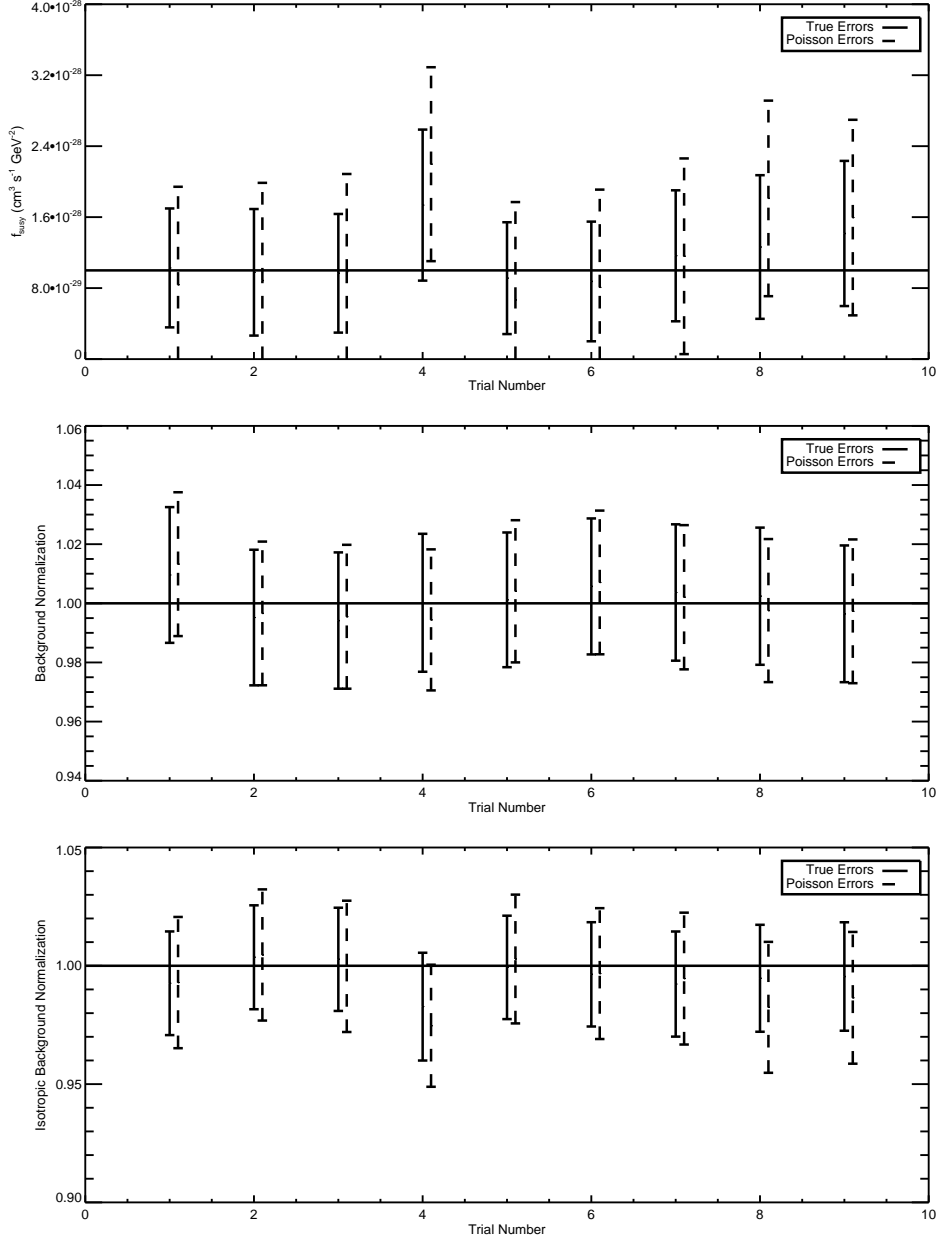 4.0•10⁻²⁸
3.2•10⁻²⁸
2.4•10⁻²⁸
1.6•10⁻²⁸
8.0•10⁻²⁹
0
f_susy (cm³ s⁻¹ GeV⁻²)
True Errors
Poisson Errors
0 2 4 6 8 10
Trial Number
1.06
1.04
1.02
1.00
0.98
0.96
0.94
Background Normalization
True Errors
Poisson Errors
0 2 4 6 8 10
Trial Number
1.05
1.00
0.95
0.90
Isotropic Background Normalization
True Errors
Poisson Errors
0 2 4 6 8 10
Trial Number